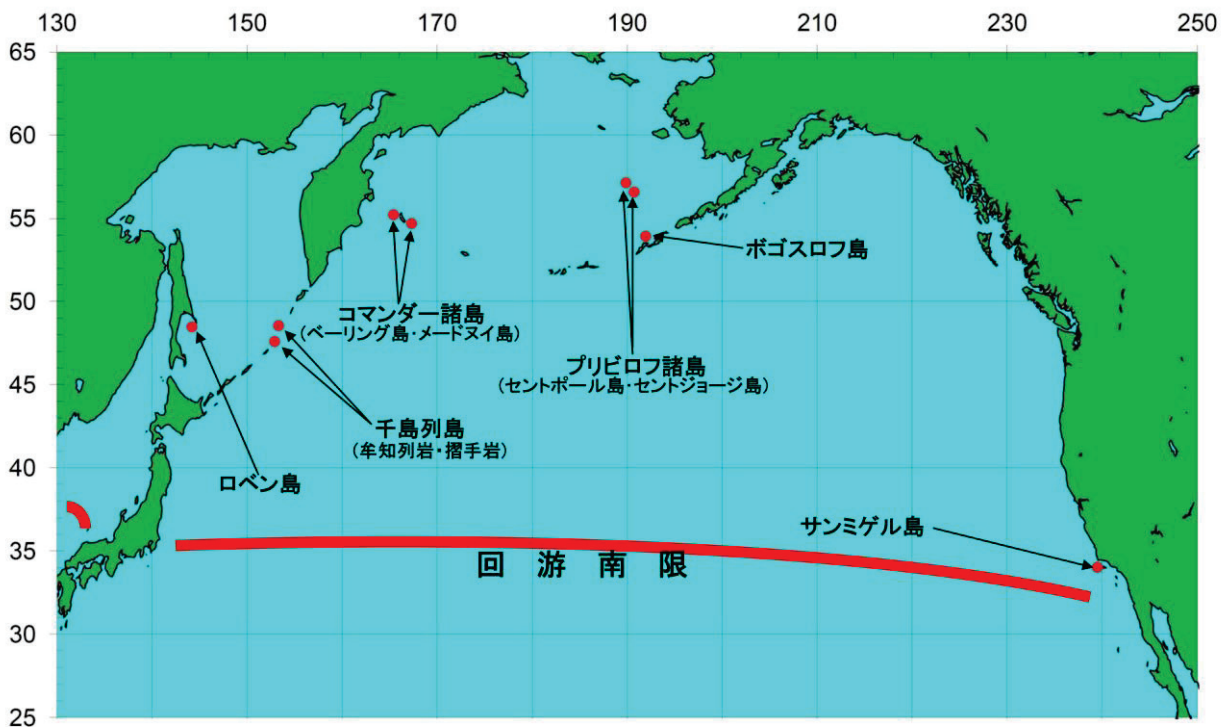 130 150 170 190 210 230 250
65
60
55
50
45
40
35
30
25
ボゴスロフ島
コマンダー諸島
(ベーリング島・メードヌイ島)
プリビロフ諸島
(セントポール島・セントジョージ島)
千島列島
(牟知列岩・摺手岩)
ロベン島
サンミゲル島
回游南限